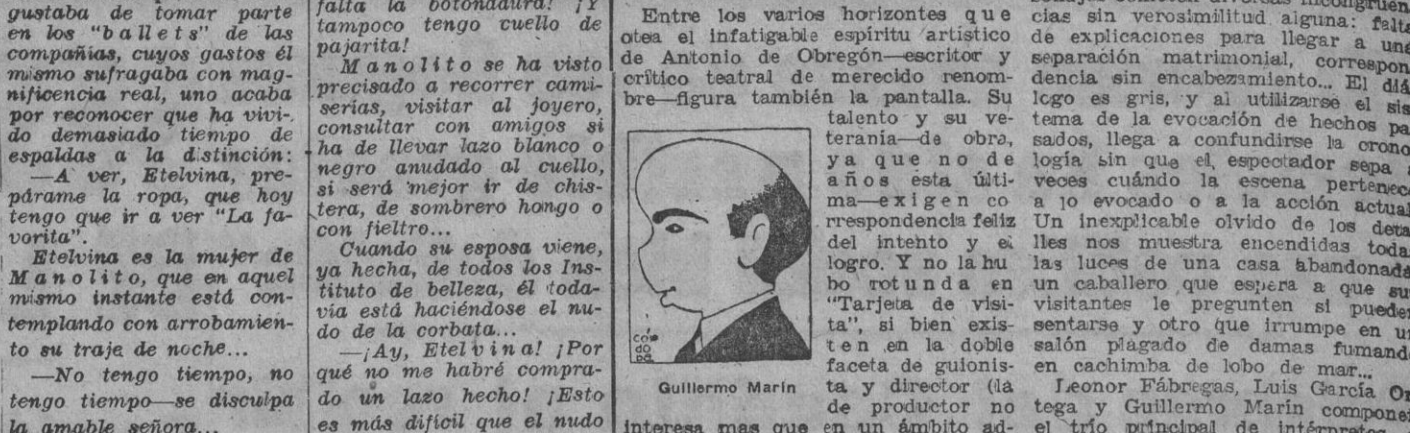 gustaba de tomar parte
en los "ballets" de las
compañías, cuyos gastos él
mismo sufragaba con mag-
nificencia real, uno acaba
por reconocer que ha vivi-
do demasiado tiempo de
espaldas a la distinción:
—A ver, Etelvina, pre-
párame la ropa, que hoy
tengo que ir a ver "La fa-
vorita".
Etelvina es la mujer de
Manolito, que en aquel
mismo instante está con-
templando con arrobamien-
to su traje de noche...
—No tengo tiempo, no
tengo tiempo—se disculpa
la amable señora...
falta la botonadura! ¡Y
tampoco tengo cuello de
pajarita!
Manolito se ha visto
precisado a recorrer cami-
serías, visitar al joyero,
consultar con amigos si
ha de llevar lazo blanco o
negro anudado al cuello,
si será mejor ir de chis-
tera, de sombrero hongo o
con fieltro...
Cuando su esposa viene,
ya hecha, de todos los Ins-
tituto de belleza, él toda-
vía está haciéndose el nu-
do de la corbata...
—¡Ay, Etelvina! ¡Por
qué no me habré compra-
do un lazo hecho! ¡Esto
es más difícil que el nudo
Entre los varios horizontes que
otea el infatigable espíritu artístico
de Antonio de Obregón—escritor y
crítico teatral de merecido renom-
bre—figura también la pantalla. Su
talento y su ve-
teranía—de obra,
ya que no de
años esta últi-
ma—exigen co
rrespondencia feliz
del intento y el
logro. Y no la hu
bo rotunda en
"Tarjeta de visi-
ta", si bien exis-
ten en la doble
faceta de guionis-
ta y director (la
de productor no
interesa mas que en un ámbito ad-
Guillermo Marín
cias sin verosimilitud alguna: falta
de explicaciones para llegar a una
separación matrimonial, correspon
dencia sin encabezamiento... El diá
logo es gris, y al utilizarse el sis
tema de la evocación de hechos pa
sados, llega a confundirse la crono
logía sin que el espectador sepa
veces cuándo la escena pertenec
a lo evocado o a la acción actual
Un inexplicable olvido de los deta
lles nos muestra encendidas toda
las luces de una casa abandonada
un caballero que espera a que su
visitantes le pregunten si puede
sentarse y otro que irrumpe en u
salón plagado de damas fumand
en cachimba de lobo de mar...
Leonor Fábregas, Luis García Or
tega y Guillermo Marín compone
el trío principal de intérpretes